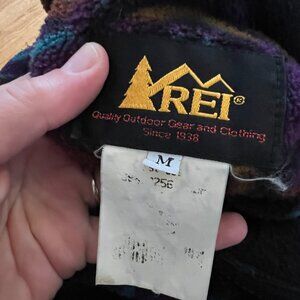 REI®
Quality Outdoor Gear and Clothing
Since 1938
M